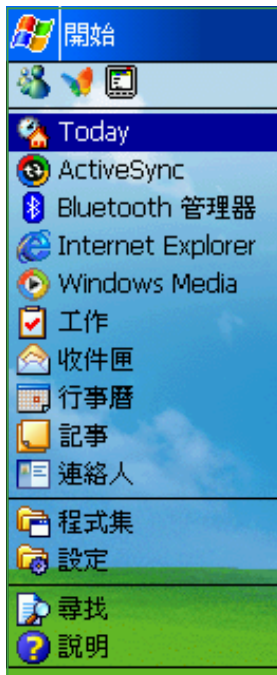 開始
Today
ActiveSync
Bluetooth 管理器
Internet Explorer
Windows Media
工作
收件匣
行事曆
記事
連絡人
程式集
設定
尋找
説明